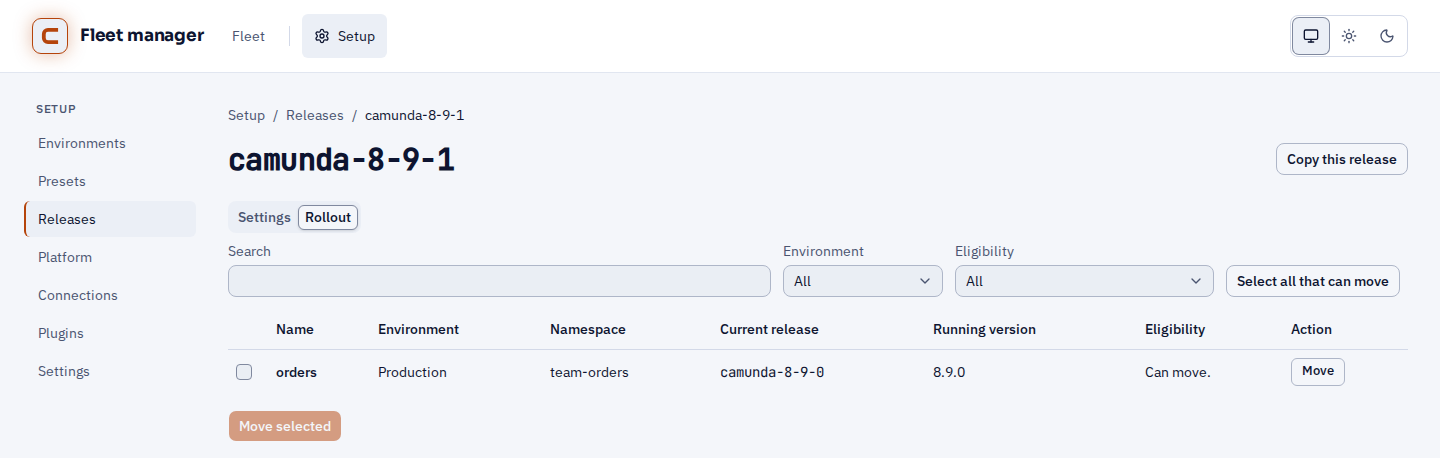 Fleet manager Fleet Setup
SETUP
Environments
Presets
Releases
Platform
Connections
Plugins
Settings
Setup / Releases / camunda-8-9-1
camunda-8-9-1
Copy this release
Settings Rollout
Search Environment Eligibility
All All Select all that can move
Name Environment Namespace Current release Running version Eligibility Action
orders Production team-orders camunda-8-9-0 8.9.0 Can move. Move
Move selected